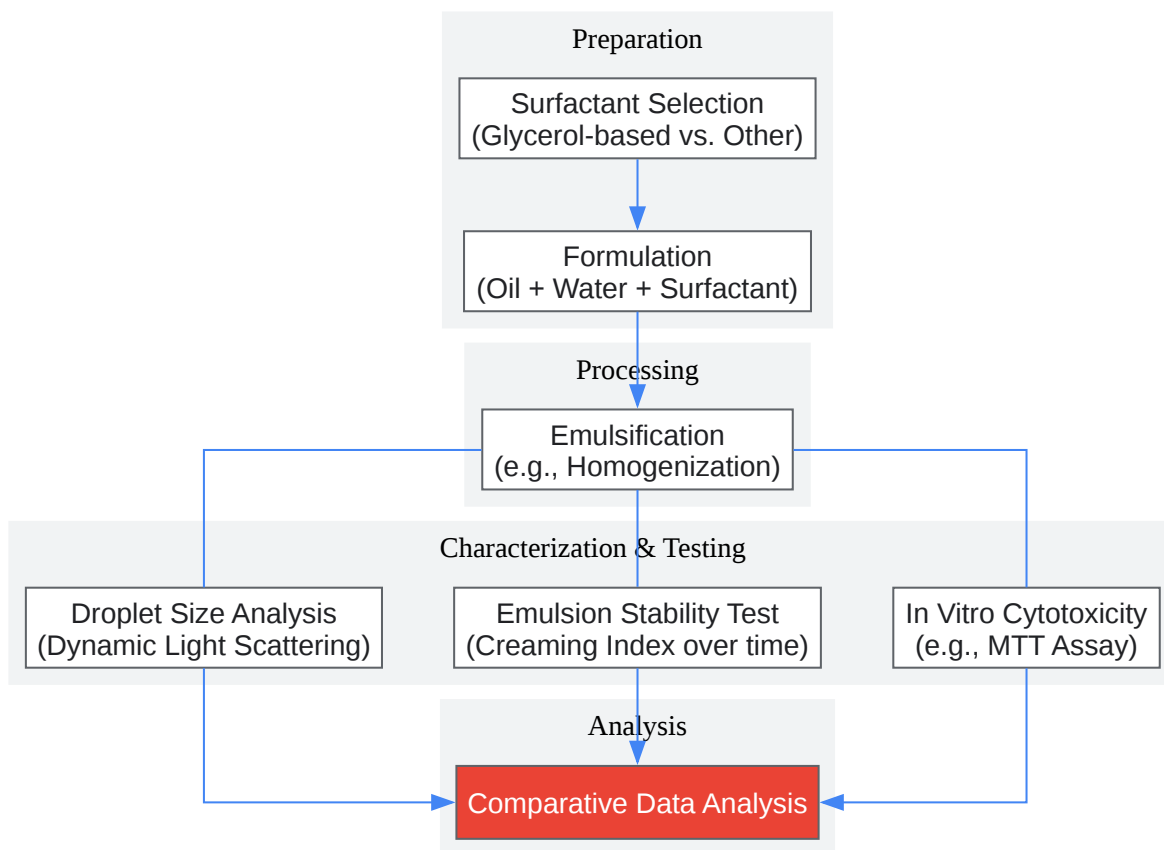 Preparation
Surfactant Selection
(Glycerol-based vs. Other)
Formulation
(Oil + Water + Surfactant)
Processing
Emulsification
(e.g., Homogenization)
Characterization & Testing
Droplet Size Analysis
(Dynamic Light Scattering)
Emulsion Stability Test
(Creaming Index over time)
In Vitro Cytotoxicity
(e.g., MTT Assay)
Analysis
Comparative Data Analysis